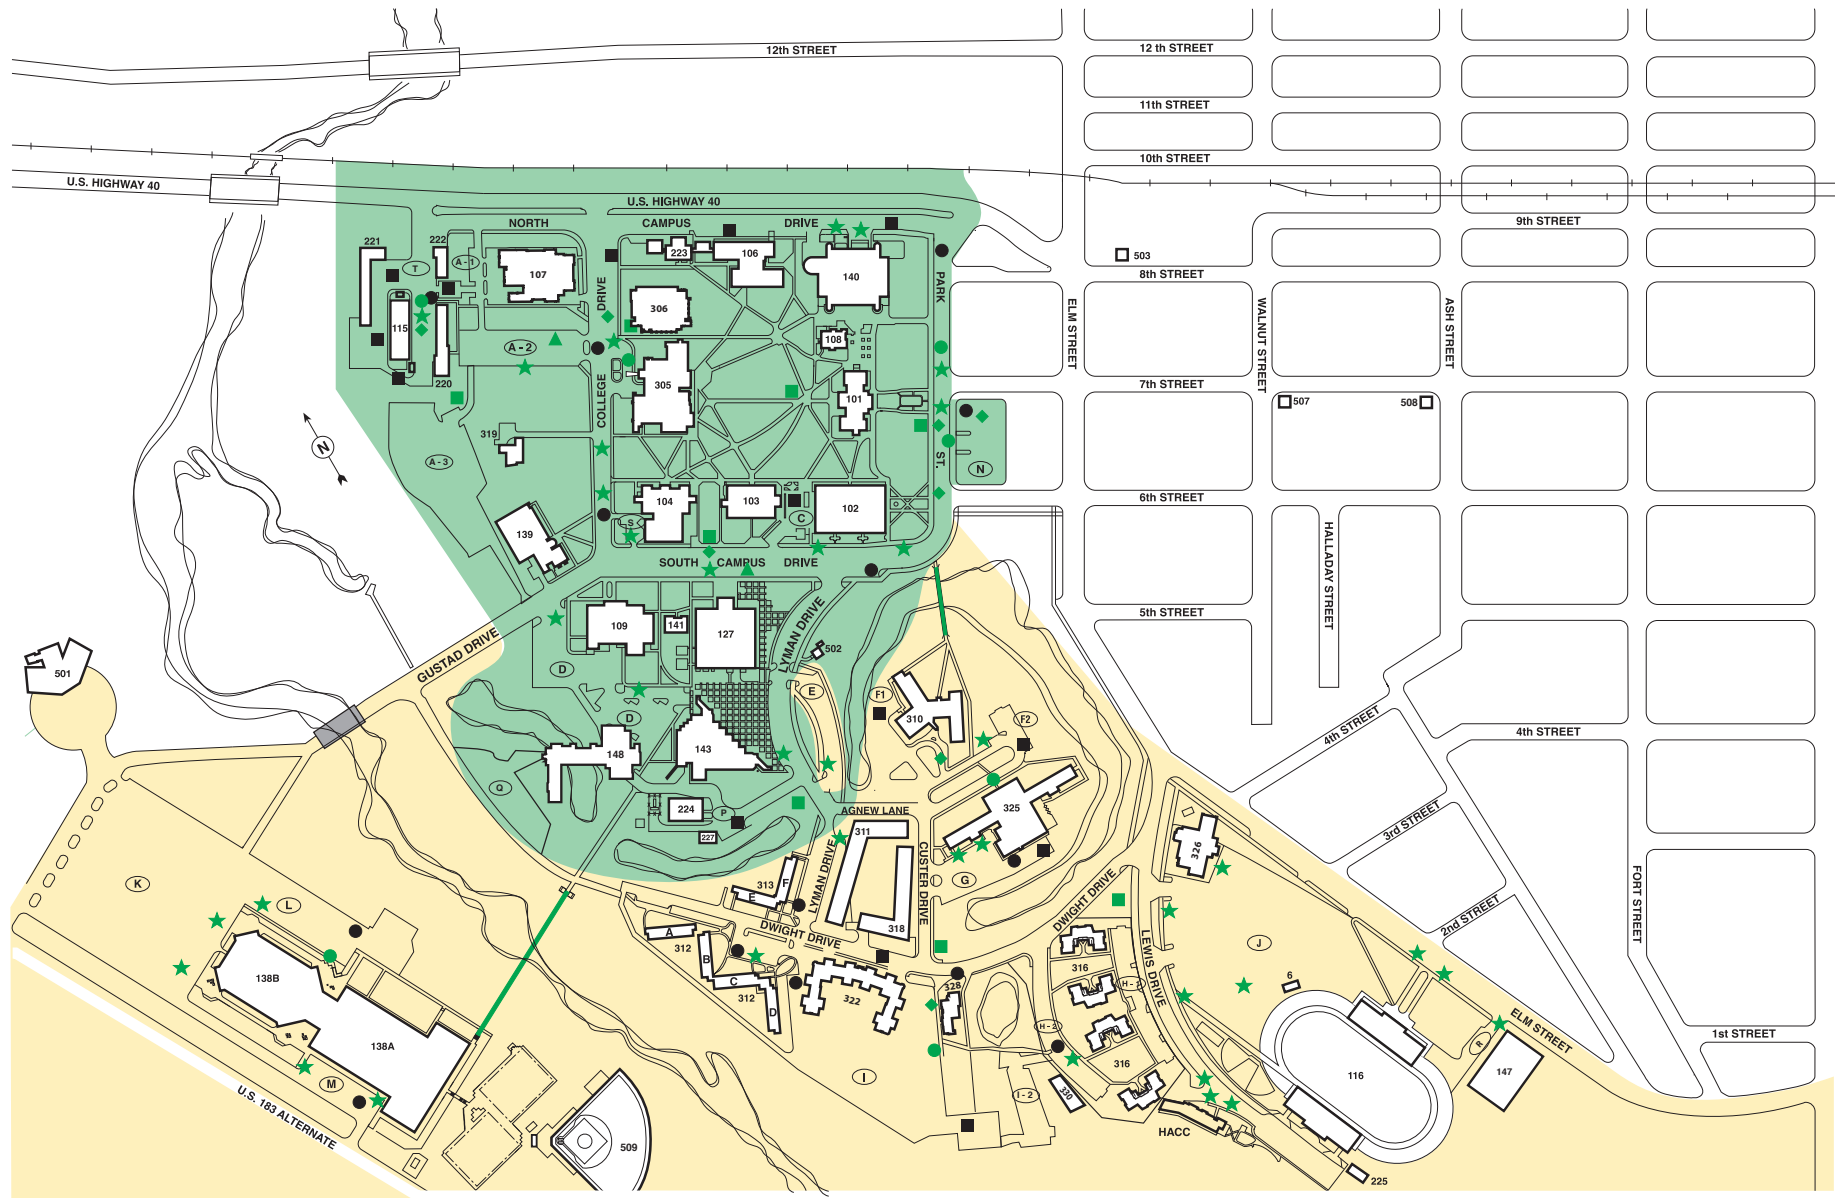 12th STREET
12 th STREET
11th STREET
10th STREET
U.S. HIGHWAY 40
U.S. HIGHWAY 40
NORTH CAMPUS DRIVE
9th STREET
221
222
T
A - 1
107
223
106
140
503
8th STREET
PARK ST.
ELM STREET
WALNUT STREET
ASH STREET
COLLEGE DRIVE
306
115
108
A - 2
220
305
7th STREET
101
507
508
319
N
A - 3
N
6th STREET
104
103
102
S
C
139
SOUTH CAMPUS DRIVE
HALLADAY STREET
5th STREET
109
141
127
LYMAN DRIVE
502
GUSTAD DRIVE
501
D
E
F1
310
F2
D
4th STREET
4th STREET
148
143
Q
224
P
227
AGNEW LANE
311
325
3rd STREET
326
CUSTER DRIVE
LYMAN DRIVE
FORT STREET
K
313
F
E
G
DWIGHT DRIVE
L
2nd STREET
A
312
DWIGHT DRIVE
318
B
J
LEWIS DRIVE
138B
C
316
312
322
328
H - 1
6
D
H - 2
ELM STREET
1st STREET
138A
R
M
I
316
116
147
I - 2
330
U.S. 183 ALTERNATE
HACC
509
225